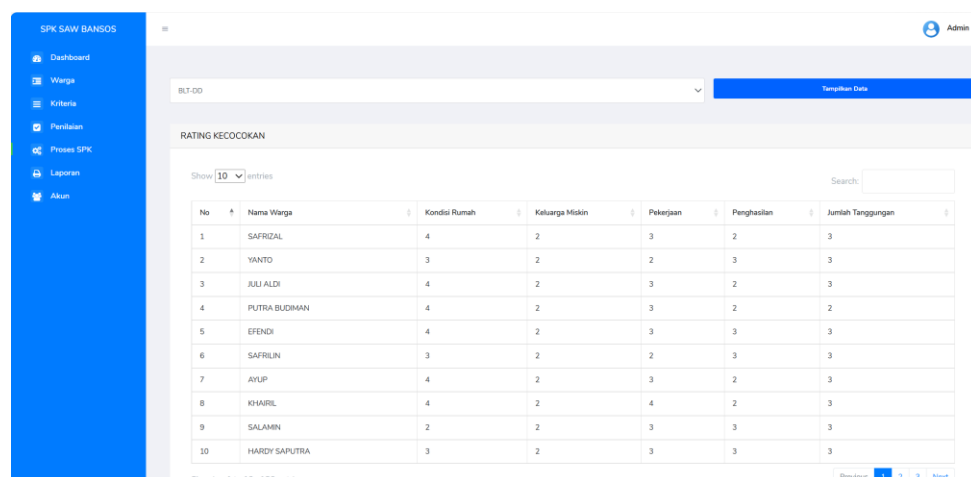 SPK SAW BANSOS
Admin
Dashboard
Warga
Kriteria
Penilaian
Proses SPK
Laporan
Akun
BLT-DD
Tampilkan Data
RATING KECOCOKAN
Show 10 entries
Search:
No Nama Warga Kondisi Rumah Keluarga Miskin Pekerjaan Penghasilan Jumlah Tanggungan
1 SAFRIZAL 4 2 3 2 3
2 YANTO 3 2 2 3 3
3 JULI ALDI 4 2 3 2 3
4 PUTRA BUDIMAN 4 2 3 2 2
5 EFENDI 4 2 3 3 3
6 SAFRILIN 3 2 2 3 3
7 AYUP 4 2 3 2 3
8 KHAIRIL 4 2 4 2 3
9 SALAMIN 2 2 3 3 3
10 HARDY SAPUTRA 3 2 3 3 3
Previous 1 2 3 Next